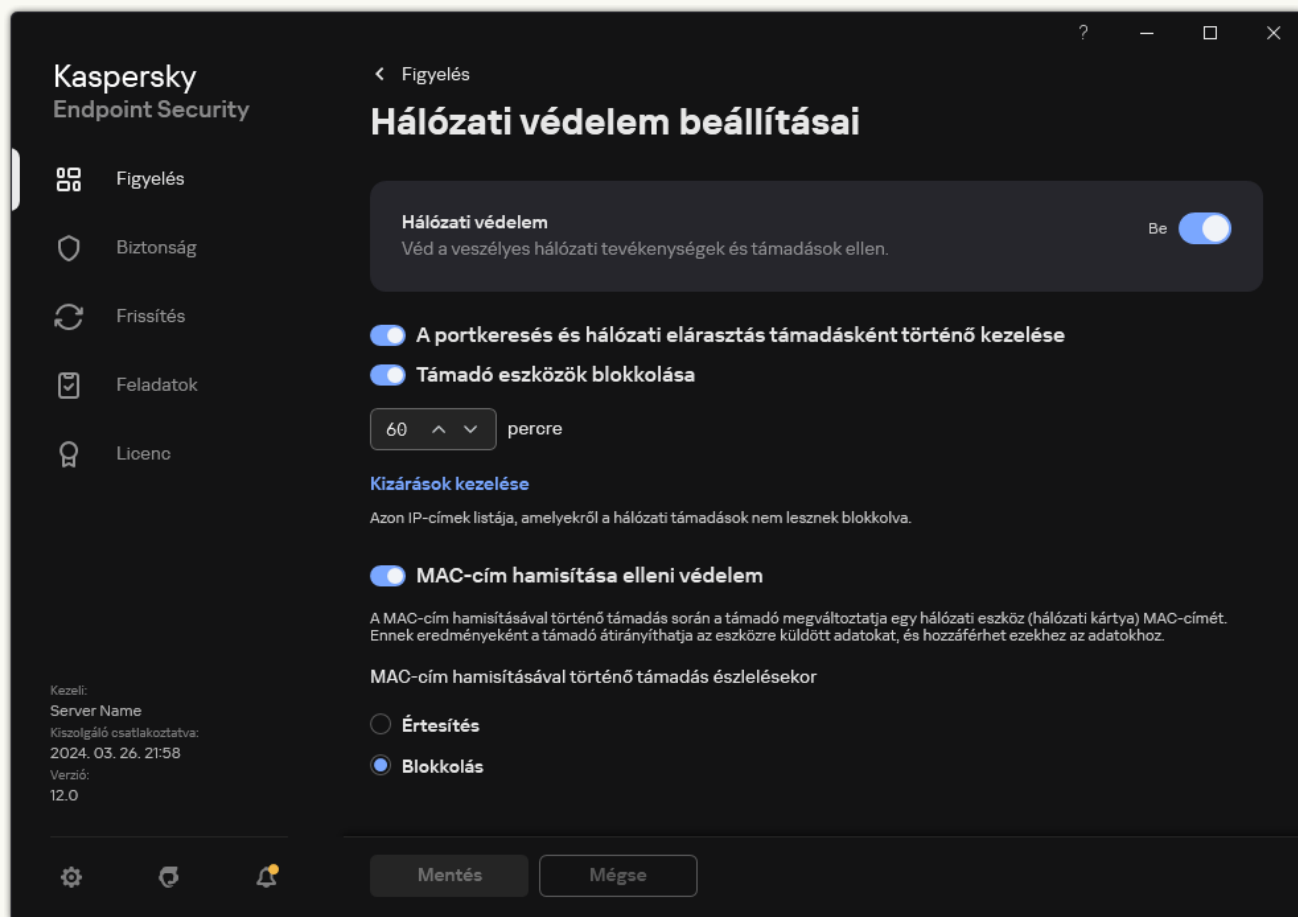 ?
Kaspersky
Endpoint Security
Figyelés
Biztonság
Frissítés
Feladatok
Licenc
Kezeli:
Server Name
Kiszolgáló csatlakoztatva:
2024. 03. 26. 21:58
Verzió:
12.0
Figyelés
Hálózati védelem beállításai
Hálózati védelem
Véd a veszélyes hálózati tevékenységek és támadások ellen.
Be
A portkeresés és hálózati elárasztás támadásként történő kezelése
Támadó eszközök blokkolása
60 percre
Kizárások kezelése
Azon IP-címek listája, amelyekről a hálózati támadások nem lesznek blokkolva.
MAC-cím hamisítása elleni védelem
A MAC-cím hamisításával történő támadás során a támadó megváltoztatja egy hálózati eszköz (hálózati kártya) MAC-címét.
Ennek eredményeként a támadó átirányíthatja az eszközre küldött adatokat, és hozzáférhet ezekhez az adatokhoz.
MAC-cím hamisításával történő támadás észlelésekor
Értesítés
Blokkolás
Mentés
Mégse